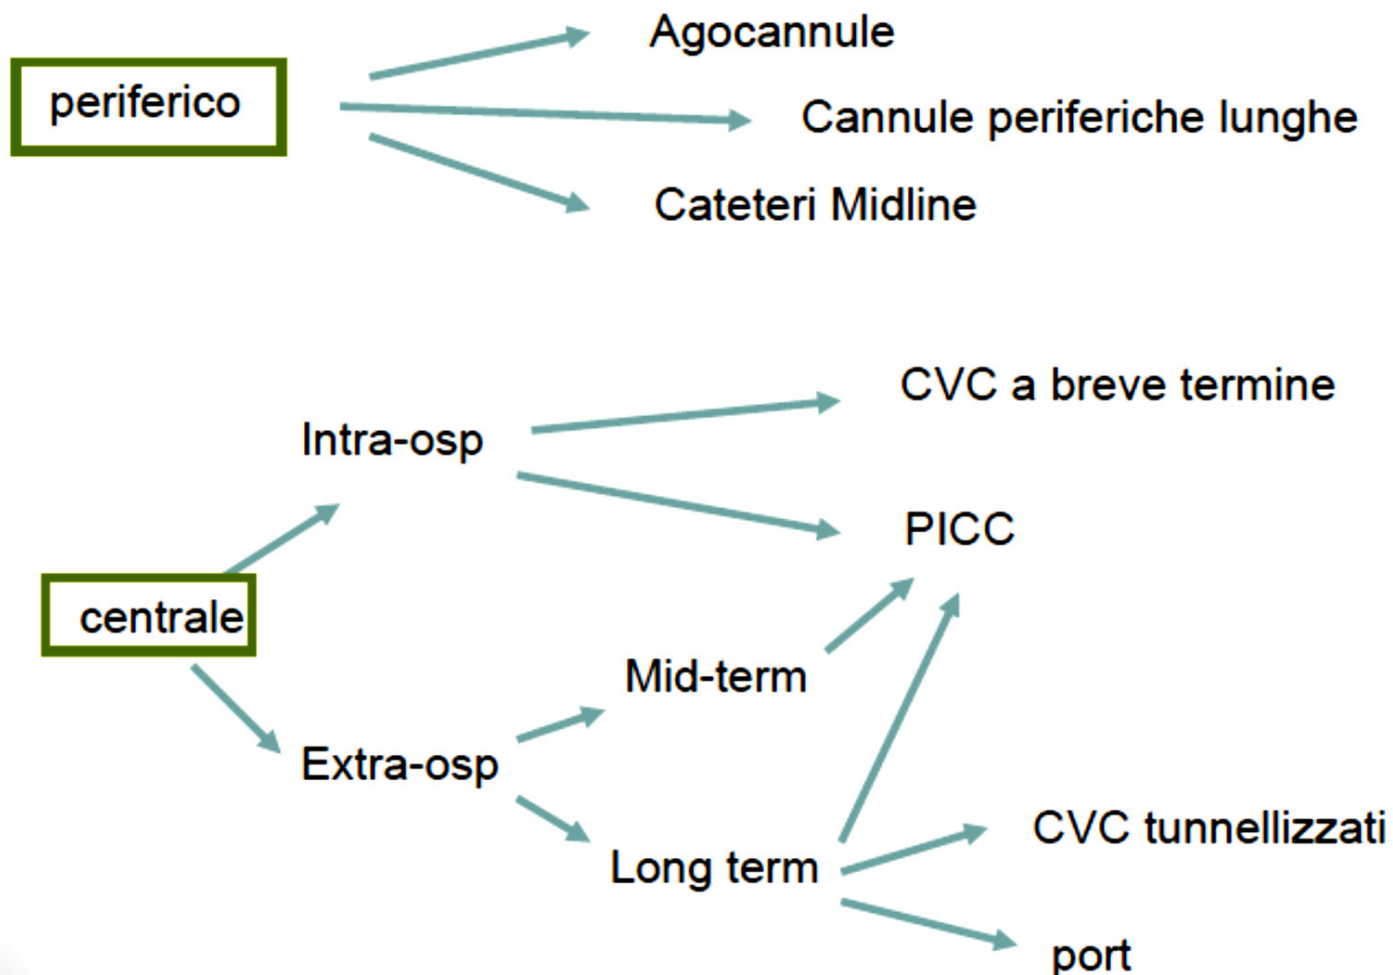 Agocannule
periferico
Cannule periferiche lunghe
Cateteri Midline
CVC a breve termine
Intra-osp
PICC
centrale
Mid-term
Extra-osp
CVC tunnellizzati
Long term
port